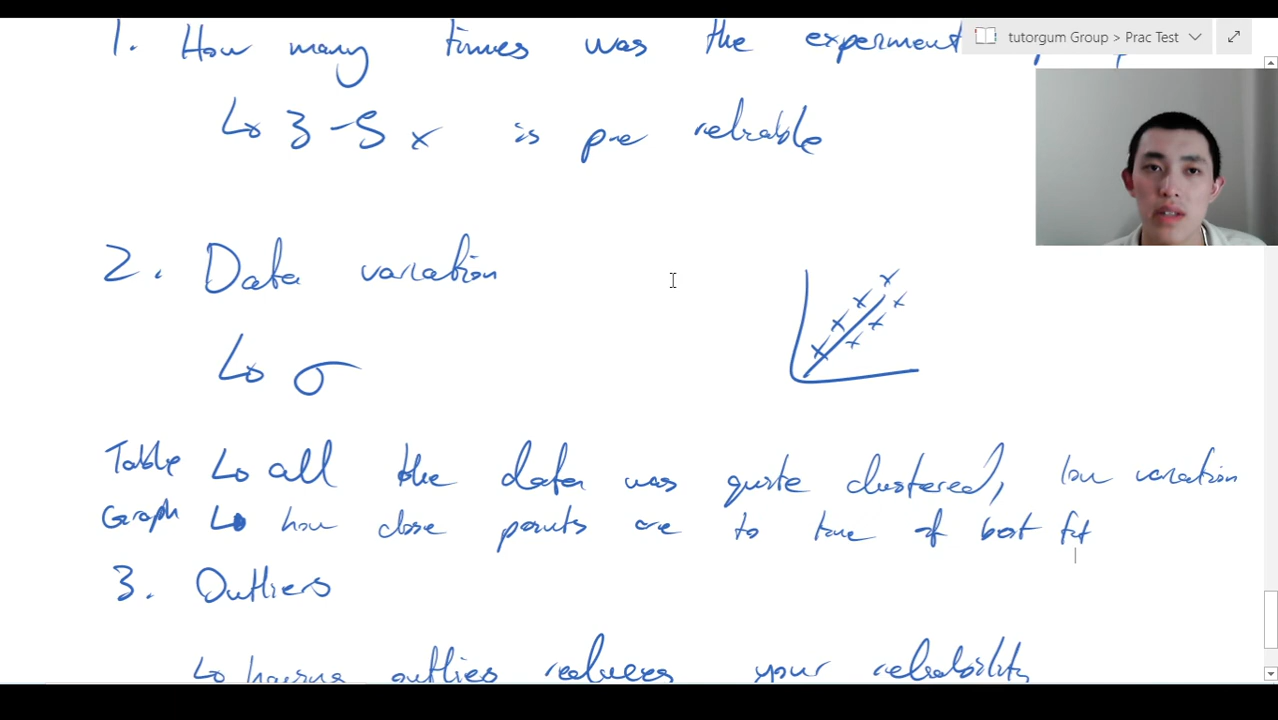 tutorgum Group > Prac Test
1. How many times was the experiment
↳ 3-5x is pre reliable
2. Data variation
↳ σ
Table ↳ all the data was quite clustered, low variation
Graph ↳ how close points are to line of best fit
3. Outliers
↳ having outlies reduces your reliability